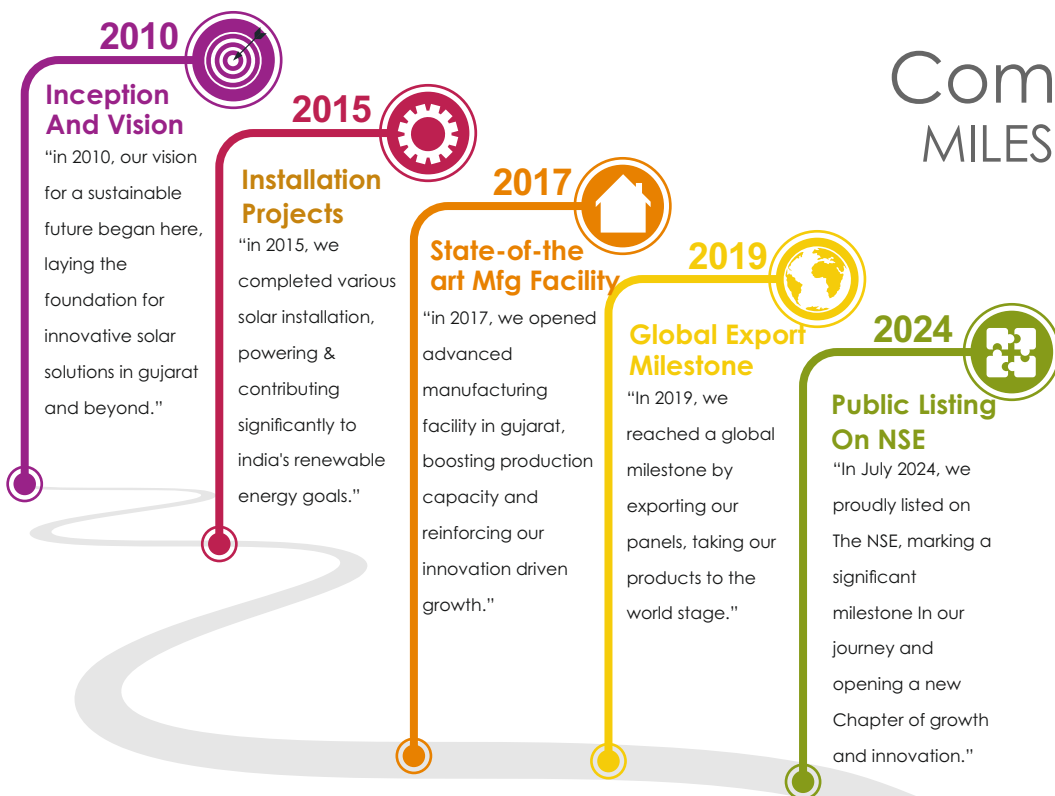 Com
MILES
2010
Inception
And Vision
“in 2010, our vision
for a sustainable
future began here,
laying the
foundation for
innovative solar
solutions in gujarat
and beyond.”
2015
Installation
Projects
“in 2015, we
completed various
solar installation,
powering &
contributing
significantly to
india's renewable
energy goals.”
2017
State-of-the
art Mfg Facility
“in 2017, we opened
advanced
manufacturing
facility in gujarat,
boosting production
capacity and
reinforcing our
innovation driven
growth.”
2019
Global Export
Milestone
“In 2019, we
reached a global
milestone by
exporting our
panels, taking our
products to the
world stage.”
2024
Public Listing
On NSE
“In July 2024, we
proudly listed on
The NSE, marking a
significant
milestone In our
journey and
opening a new
Chapter of growth
and innovation.”